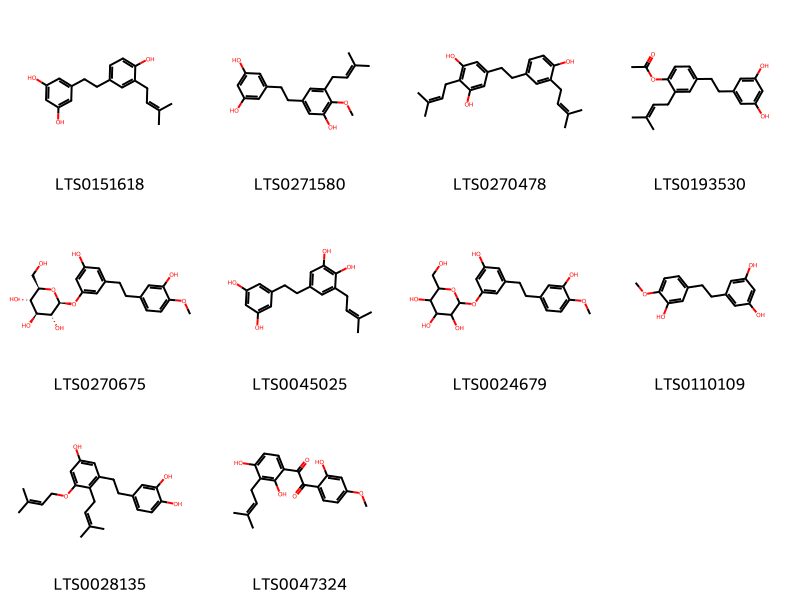 HO
OH
OH
LTS0151618
HO
OH
O
OH
LTS0271580
HO
OH
OH
LTS0270478
O
O
OH
OH
LTS0193530
OH
HO
HO
OH
O
O
HO
OH
O
LTS0270675
HO
OH
OH
OH
LTS0045025
OH
HO
HO
OH
O
O
HO
OH
O
LTS0024679
O
HO
OH
OH
LTS0110109
OH
O
OH
OH
LTS0028135
HO
OH
O
O
HO
O
LTS0047324